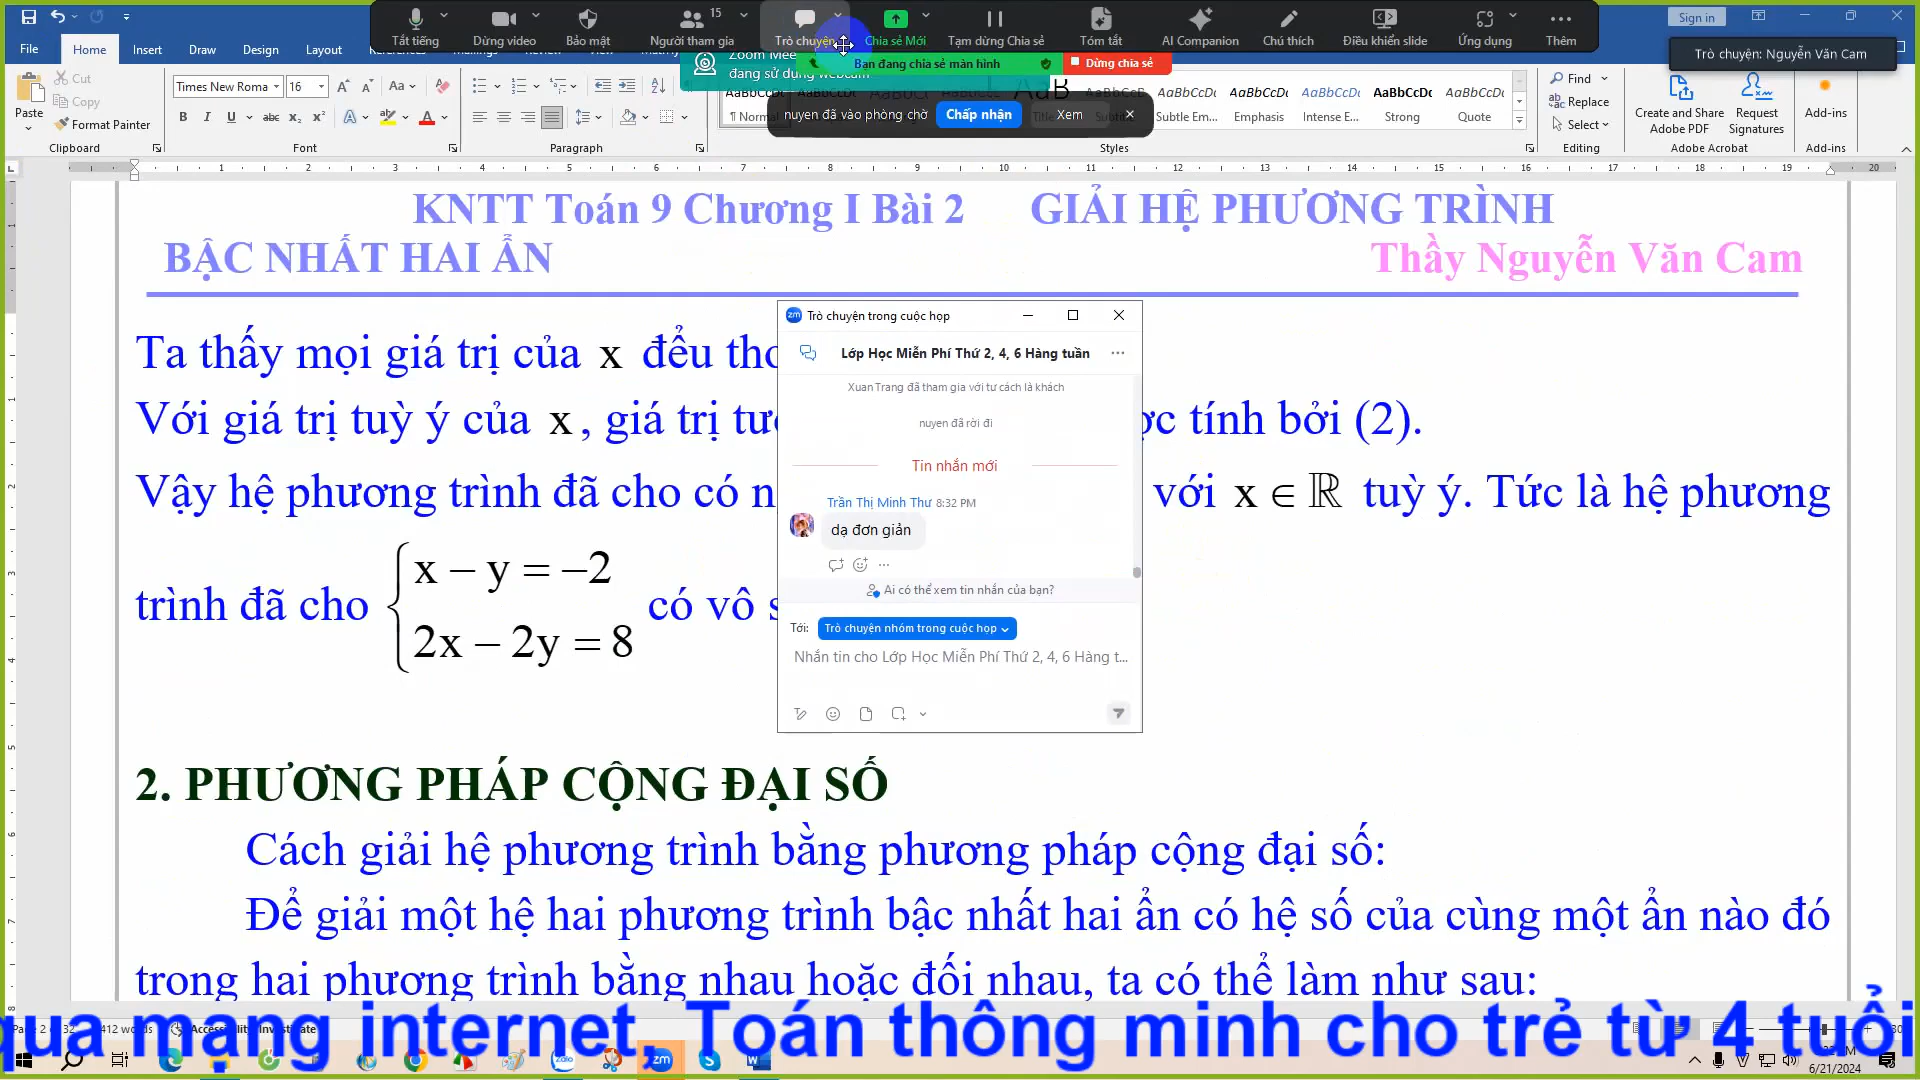 Tắt tiếng
Dừng video
Bảo mật
Người tham gia
15
Trò chuyện
Chia sẻ Mới
Tạm dừng Chia sẻ
Tóm tắt
AI Companion
Chú thích
Điều khiển slide
Ứng dụng
Thêm
Sign in
File
Home
Insert
Draw
Design
Layout
Trò chuyện: Nguyễn Văn Cam
đang sử dụng webcam
Bạn đang chia sẻ màn hình
Dừng chia sẻ
nuyen đã vào phòng chờ
Chấp nhận
Xem
Cut
Copy
Format Painter
Paste
Times New Roma
16
¶ Normal
Subtle Em...
Emphasis
Intense E...
Strong
Quote
Find
Replace
Select
Create and Share
Adobe PDF
Request
Signatures
Add-ins
Clipboard
Font
Paragraph
Styles
Editing
Adobe Acrobat
Add-ins
KNTT Toán 9 Chương I Bài 2 GIẢI HỆ PHƯƠNG TRÌNH
BẬC NHẤT HAI ẨN Thầy Nguyễn Văn Cam
Ta thấy mọi giá trị của x đều
Với giá trị tuỳ ý của x, giá trị
tính bởi (2).
Vậy hệ phương trình đã cho có
với x ∈ ℝ tuỳ ý. Tức là hệ phương
trình đã cho { x − y = −2
2x − 2y = 8
có vô
Trò chuyện trong cuộc họp
Lớp Học Miễn Phí Thứ 2, 4, 6 Hàng tuần
Xuan Trang đã tham gia với tư cách là khách
nuyen đã rời đi
Tin nhắn mới
Trần Thị Minh Thư 8:32 PM
dạ đơn giản
Ai có thể xem tin nhắn của bạn?
Tới: Trò chuyện nhóm trong cuộc họp
Nhắn tin cho Lớp Học Miễn Phí Thứ 2, 4, 6 Hàng t...
2. PHƯƠNG PHÁP CỘNG ĐẠI SỐ
Cách giải hệ phương trình bằng phương pháp cộng đại số:
Để giải một hệ hai phương trình bậc nhất hai ẩn có hệ số của cùng một ẩn nào đó
trong hai phương trình bằng nhau hoặc đối nhau, ta có thể làm như sau:
qua mạng internet, Toán thông minh cho trẻ từ 4 tuổi
6/21/2024